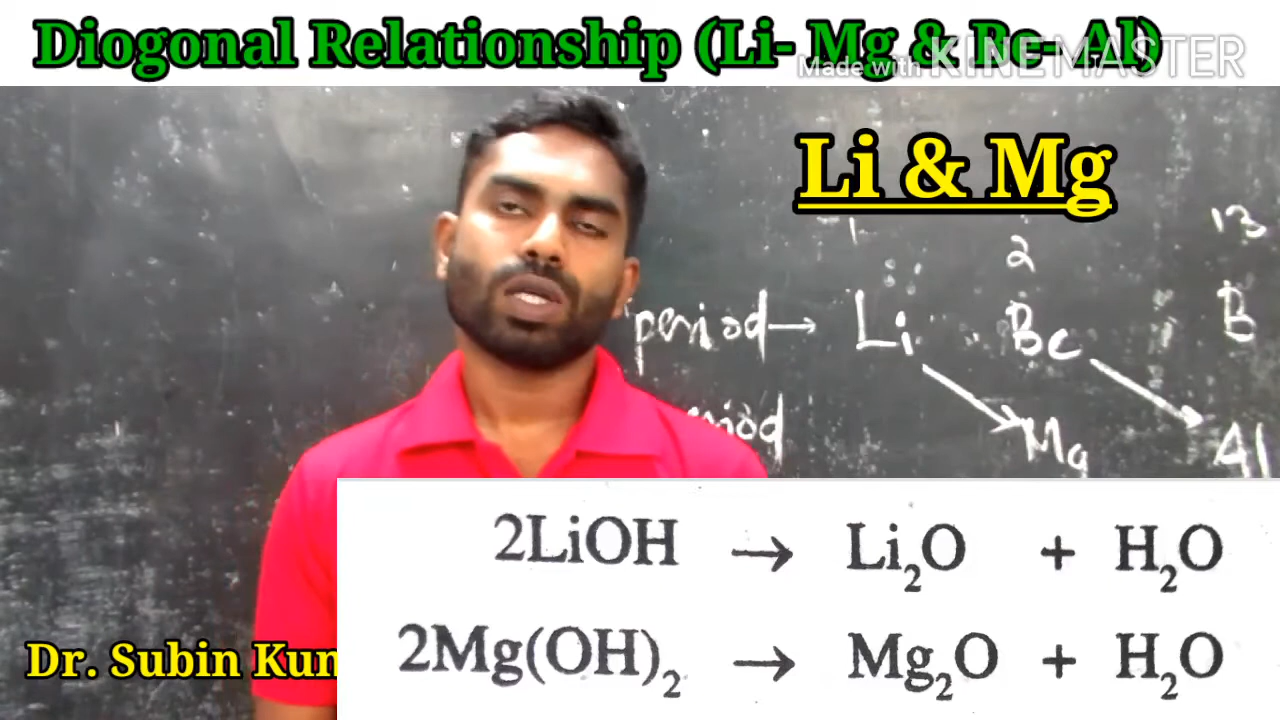 Diogonal Relationship (Li- Mg & Be- Al)
Made with KINEMASTER
Li & Mg
1 2 13
period→ Li Be B
Mg Al
2LiOH → Li₂O + H₂O
2Mg(OH)₂ → Mg₂O + H₂O
Dr. Subin